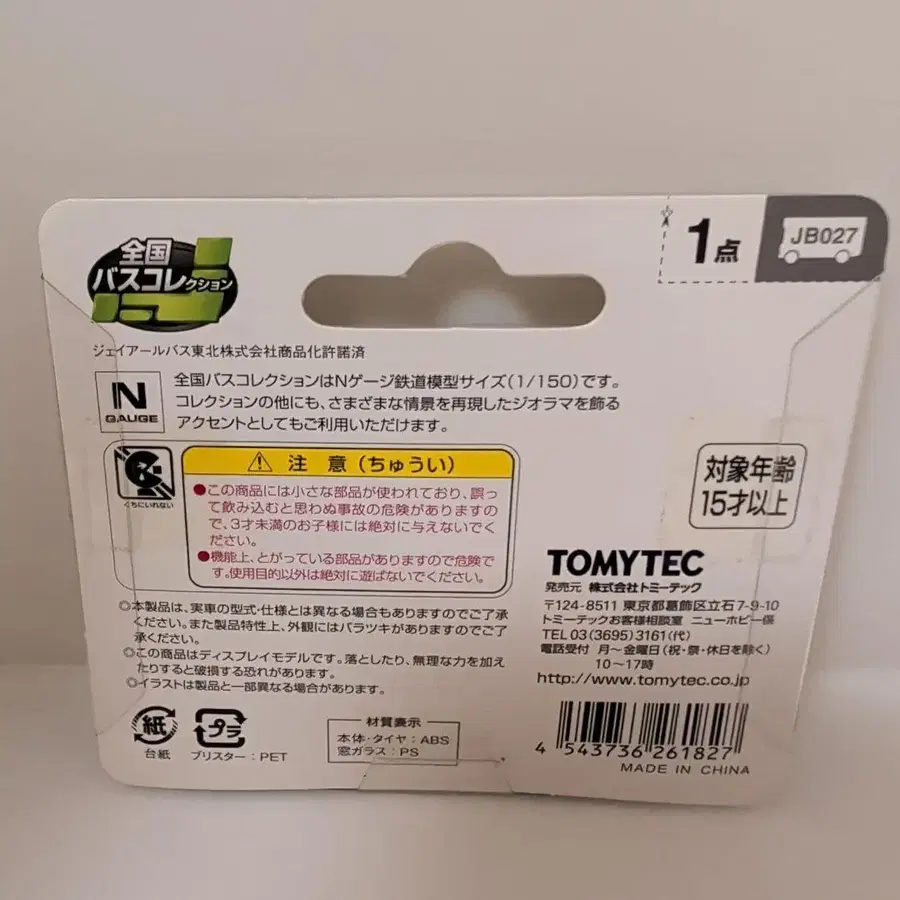 全国
バスコレクション
1点
JB027
ジェイアールバス東北株式会社商品化許諾済
N
GAUGE
全国バスコレクションはNゲージ鉄道模型サイズ(1/150)です。
コレクションの他にも、さまざまな情景を再現したジオラマを飾る
アクセントとしてもご利用いただけます。
くちにいれない
⚠ 注 意 (ちゅうい)
●この商品には小さな部品が使われており、誤っ
て飲み込むと思わぬ事故の危険がありますの
で、3才未満のお子様には絶対に与えないでく
ださい。
●機能上、とがっている部品がありますので危険で
す。使用目的以外は絶対に遊ばないでください。
対象年齢
15才以上
◎本製品は、実車の型式・仕様とは異なる場合もありますのでご了承
ください。また製品特性上、外観にはバラツキがありますのでご了
承ください。
◎この商品はディスプレイモデルです。落としたり、無理な力を加え
たりすると破損する恐れがあります。
◎イラストは製品と一部異なる場合があります。
TOMYTEC
発売元 株式会社トミーテック
〒124-8511 東京都葛飾区立石7-9-10
トミーテックお客様相談室 ニューホビー係
TEL 03(3695)3161(代)
電話受付 月~金曜日(祝・祭・休日を除く)
10~17時
http://www.tomytec.co.jp
紙
台紙
プラ
ブリスター:PET
材質表示
本体・タイヤ:ABS
窓ガラス:PS
4 543736 261827
MADE IN CHINA